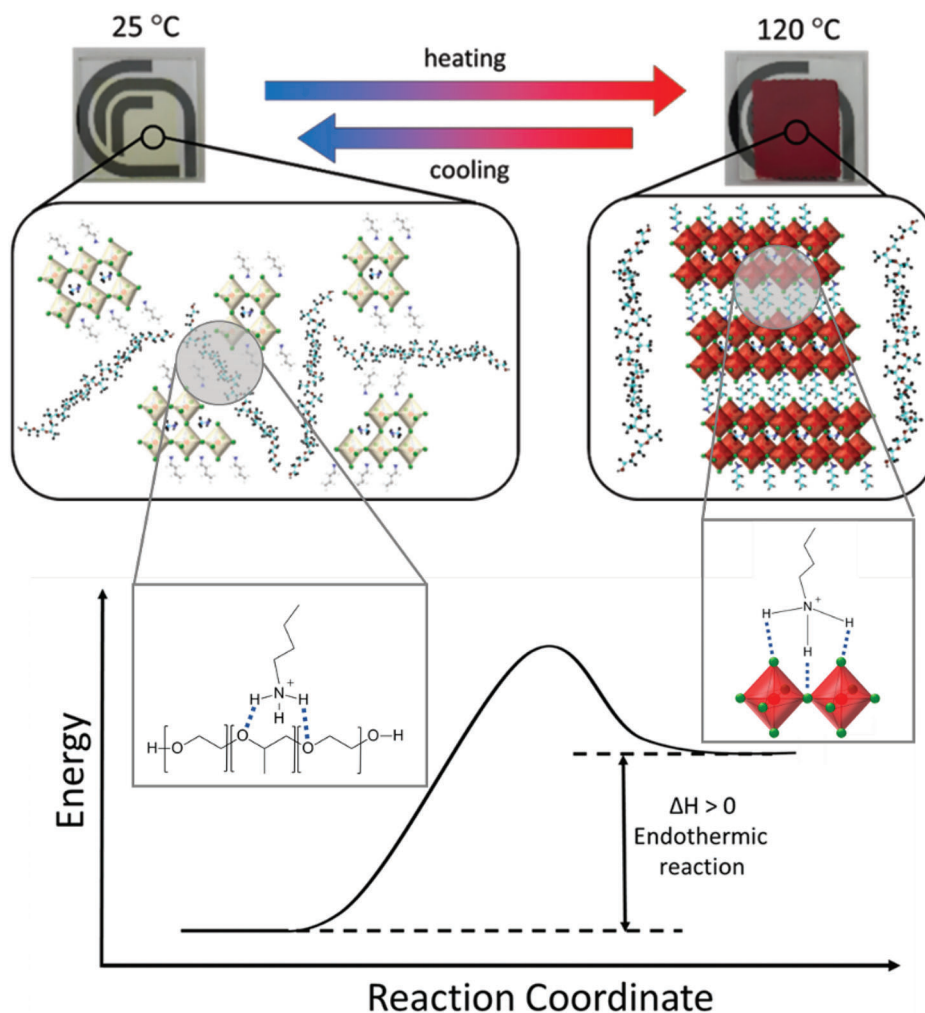 25 °C
120 °C
heating
cooling
H
N
+
H
H
H
H
N
+
H
H
H
O
O
O
O
H
ΔH > 0
Endothermic
reaction
Energy
Reaction Coordinate